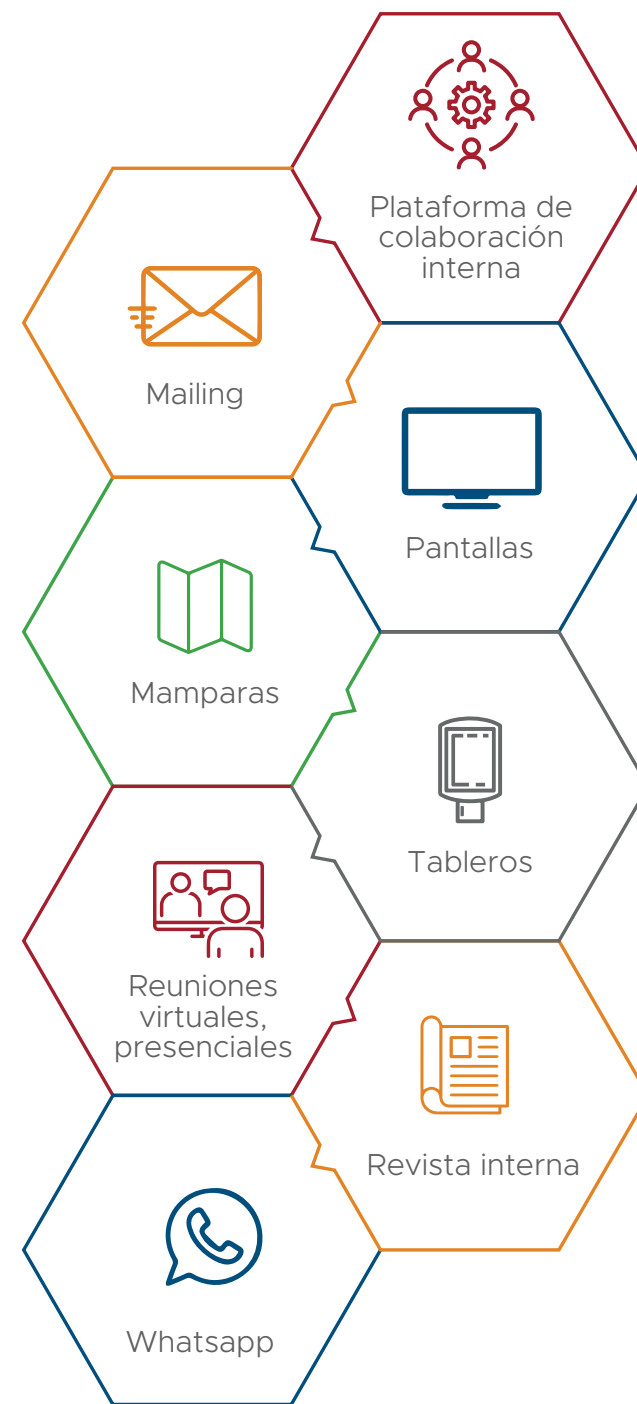 Plataforma de
colaboración
interna
Mailing
Pantallas
Mamparas
Tableros
Reuniones
virtuales,
presenciales
Revista interna
Whatsapp